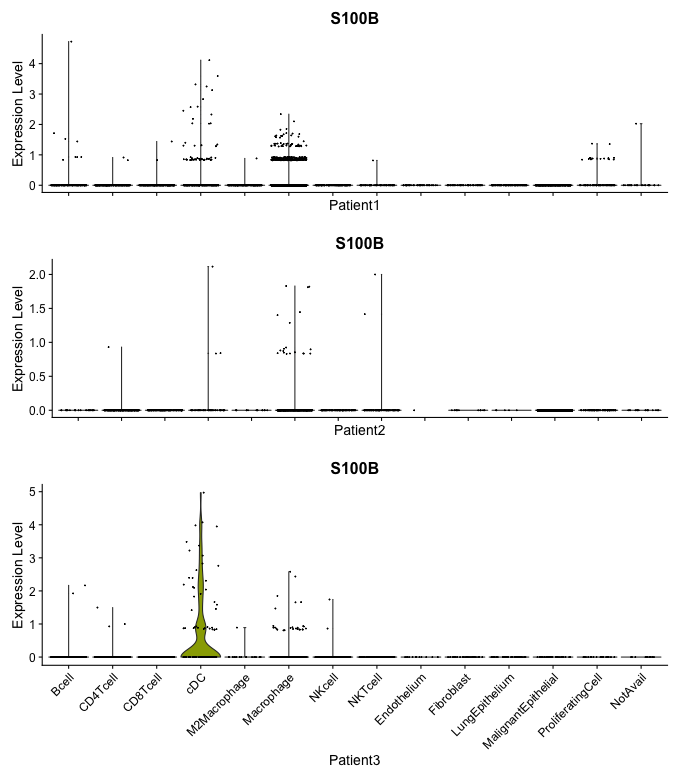 S100B
Expression Level
4
3
2
1
0
Patient1
S100B
Expression Level
2.0
1.5
1.0
0.5
0.0
Patient2
S100B
Expression Level
5
4
3
2
1
0
Bcell
CD4Tcell
CD8Tcell
cDC
M2Macrophage
Macrophage
NKcell
NKTcell
Endothelium
Fibroblast
LungEpithelium
MalignantEpithelial
ProliferatingCell
NotAvail
Patient3